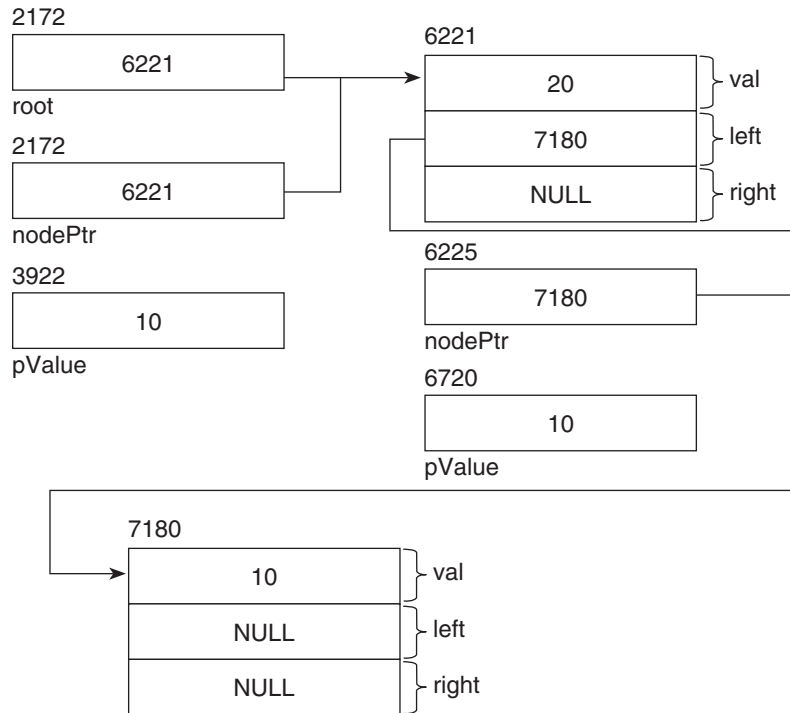 2172
6221
root
2172
6221
nodePtr
3922
10
pValue
6221
20
val
7180
left
NULL
right
6225
7180
nodePtr
6720
10
pValue
7180
10
val
NULL
left
NULL
right